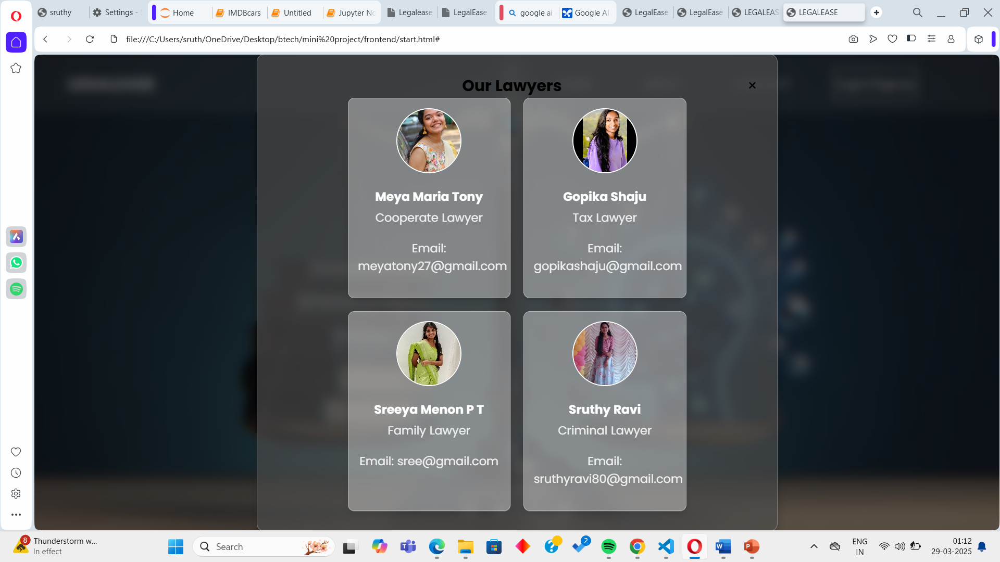 sruthy
Settings -
Home
IMDBcars
Untitled
Jupyter No
Legalease
LegalEase
google ai
Google AI
LegalEase
LegalEase
LEGALEAS
LEGALEASE
file:///C:/Users/sruth/OneDrive/Desktop/btech/mini%20project/frontend/start.html#
Our Lawyers
×
Meya Maria Tony
Cooperate Lawyer
Email:
meyatony27@gmail.com
Gopika Shaju
Tax Lawyer
Email:
gopikashaju@gmail.com
Sreeya Menon P T
Family Lawyer
Email: sree@gmail.com
Sruthy Ravi
Criminal Lawyer
Email:
sruthyravi80@gmail.com
8
Thunderstorm w...
In effect
Search
2
ENG
IN
01:12
29-03-2025